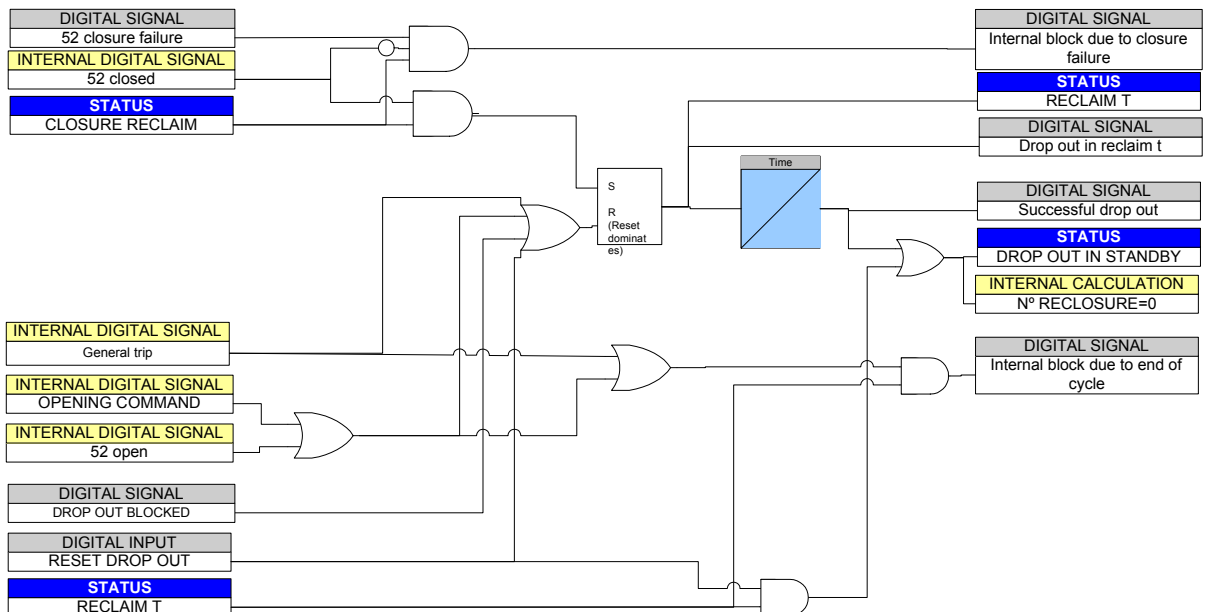 DIGITAL SIGNAL
52 closure failure
INTERNAL DIGITAL SIGNAL
52 closed
STATUS
CLOSURE RECLAIM
INTERNAL DIGITAL SIGNAL
General trip
INTERNAL DIGITAL SIGNAL
OPENING COMMAND
INTERNAL DIGITAL SIGNAL
52 open
DIGITAL SIGNAL
DROP OUT BLOCKED
DIGITAL INPUT
RESET DROP OUT
STATUS
RECLAIM T
S
R
(Reset
dominat
es)
Time
DIGITAL SIGNAL
Internal block due to closure
failure
STATUS
RECLAIM T
DIGITAL SIGNAL
Drop out in reclaim t
DIGITAL SIGNAL
Successful drop out
STATUS
DROP OUT IN STANDBY
INTERNAL CALCULATION
Nº RECLOSURE=0
DIGITAL SIGNAL
Internal block due to end of
cycle